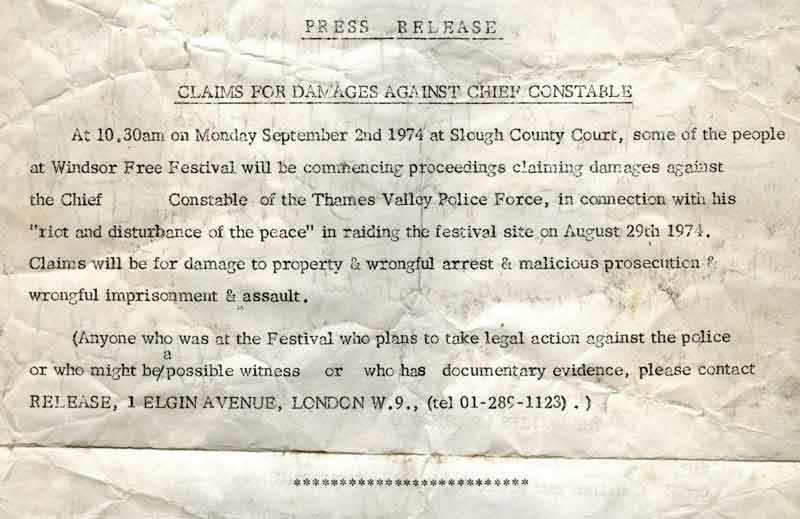 PRESS RELEASE
CLAIMS FOR DAMAGES AGAINST CHIEF CONSTABLE
At 10.30am on Monday September 2nd 1974 at Slough County Court, some of the people
at Windsor Free Festival will be commencing proceedings claiming damages against
the Chief Constable of the Thames Valley Police Force, in connection with his
"riot and disturbance of the peace" in raiding the festival site on August 29th 1974.
Claims will be for damage to property & wrongful arrest & malicious prosecution &
wrongful imprisonment & assault.
(Anyone who was at the Festival who plans to take legal action against the police
a
or who might be/possible witness or who has documentary evidence, please contact
RELEASE, 1 ELGIN AVENUE, LONDON W.9., (tel 01-289-1123) . )
**************************